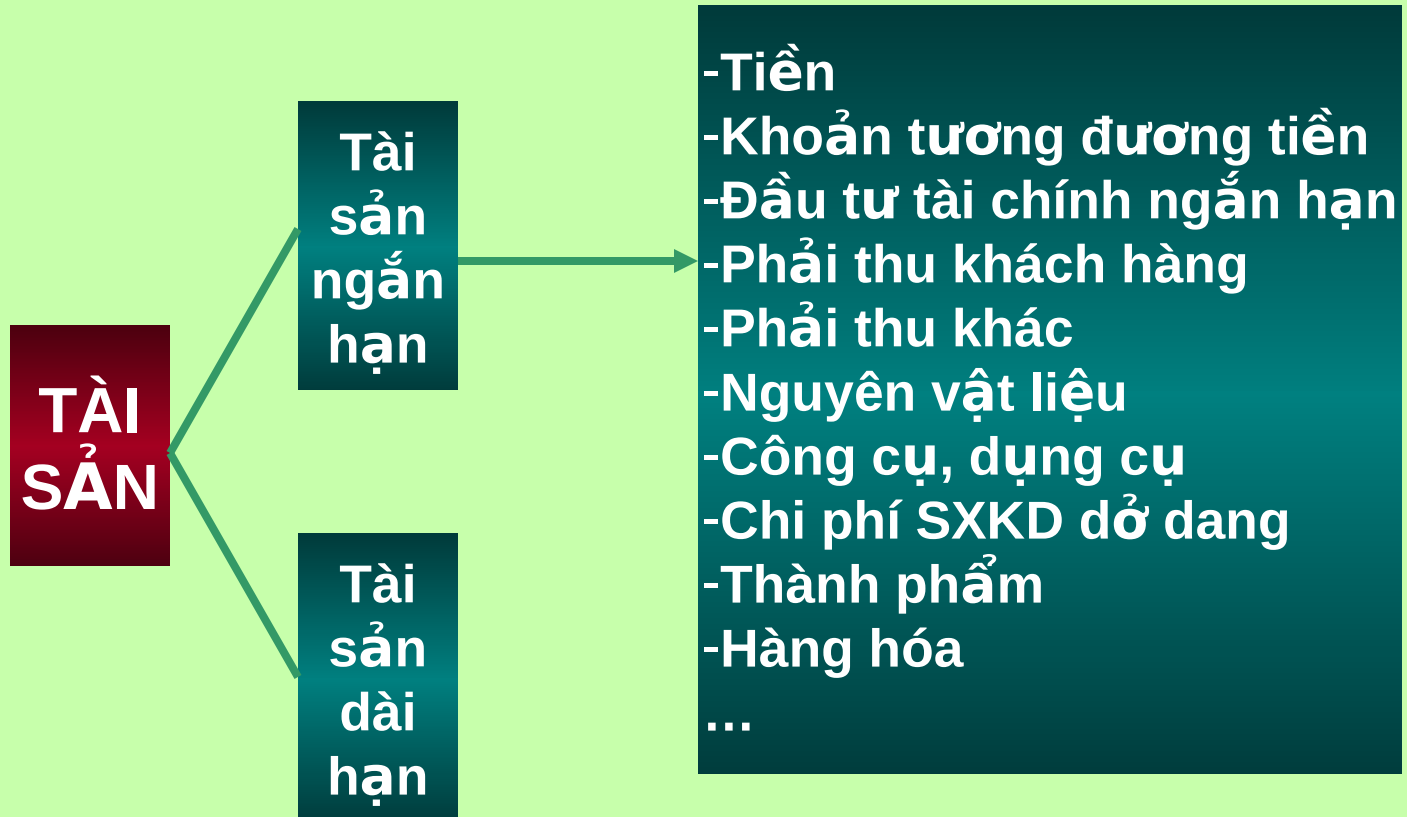 TÀI
SẢN
Tài
sản
ngắn
hạn
Tài
sản
dài
hạn
-Tiền
-Khoản tương đương tiền
-Đầu tư tài chính ngắn hạn
-Phải thu khách hàng
-Phải thu khác
-Nguyên vật liệu
-Công cụ, dụng cụ
-Chi phí SXKD dở dang
-Thành phẩm
-Hàng hóa
…